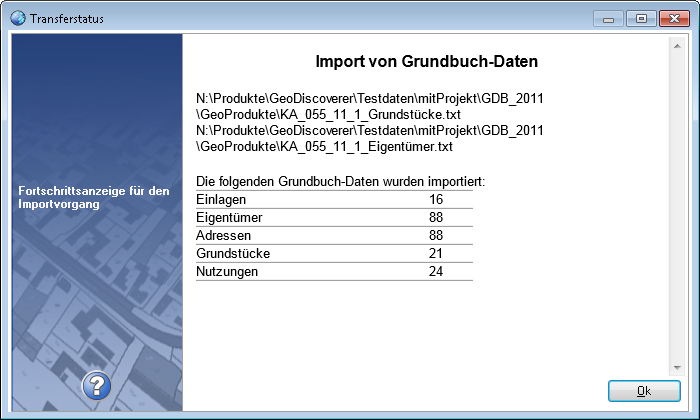 Transferstatus
Import von Grundbuch-Daten
N:\Produkte\GeoDiscoverer\Testdaten\mitProjekt\GDB_2011
\GeoProdukte\KA_055_11_1_Grundstücke.txt
N:\Produkte\GeoDiscoverer\Testdaten\mitProjekt\GDB_2011
\GeoProdukte\KA_055_11_1_Eigentümer.txt
Fortschrittsanzeige für den
Importvorgang
Die folgenden Grundbuch-Daten wurden importiert:
Einlagen 16
Eigentümer 88
Adressen 88
Grundstücke 21
Nutzungen 24
?
Ok